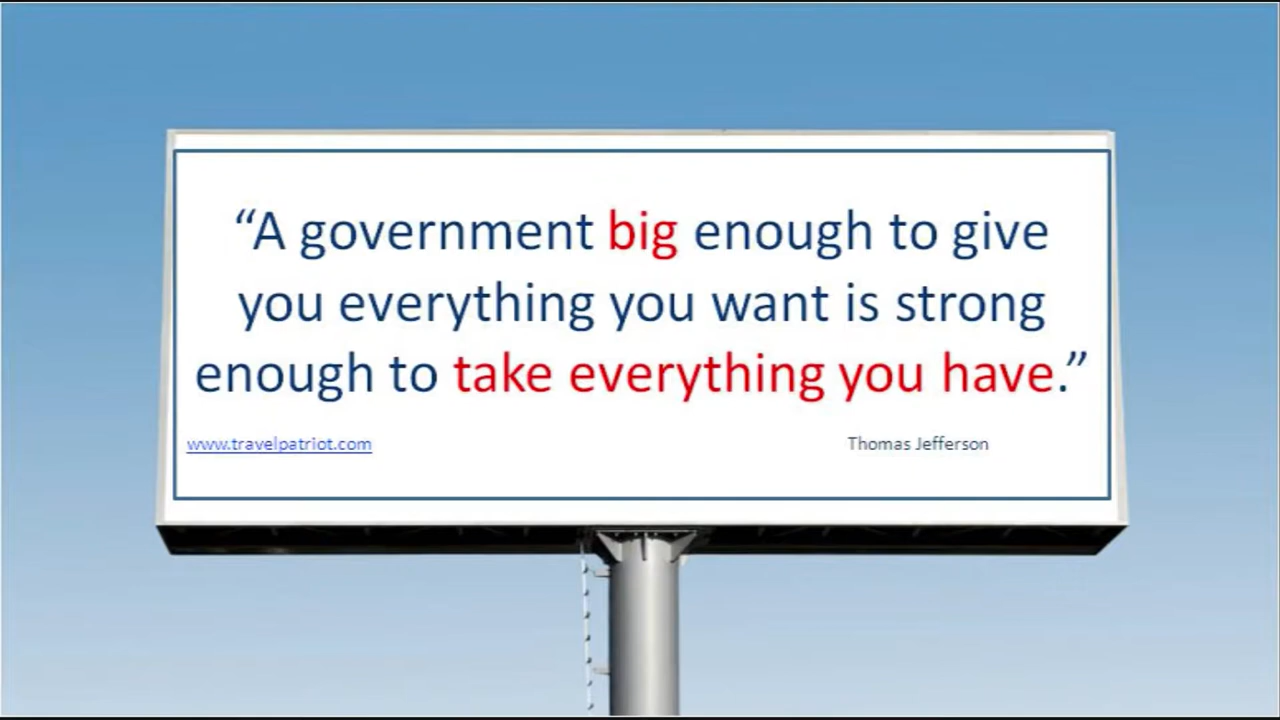 “A government big enough to give
you everything you want is strong
enough to take everything you have.”
www.travelpatriot.com
Thomas Jefferson